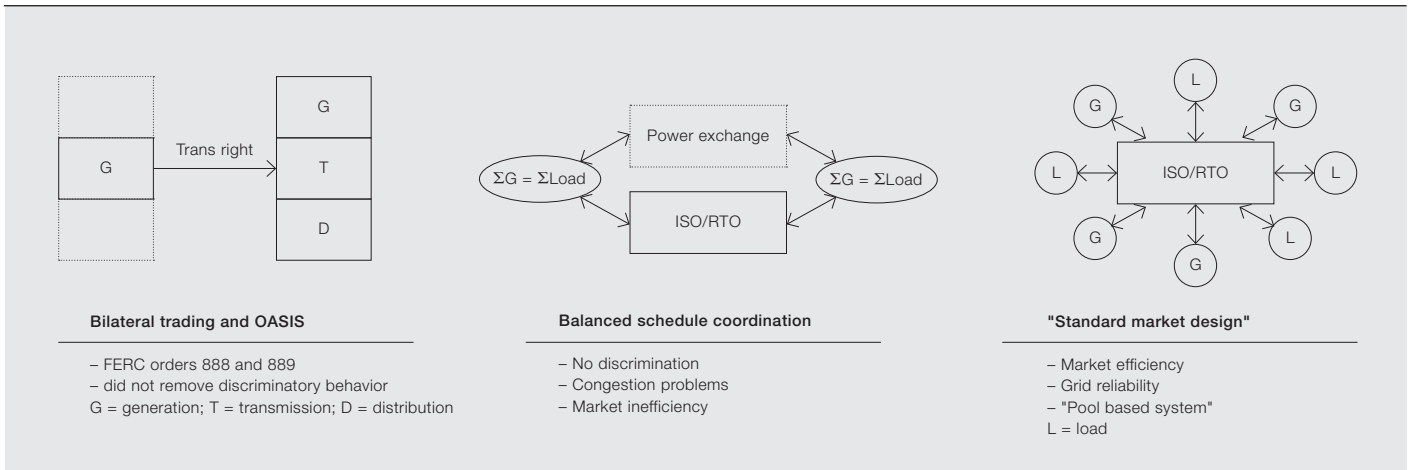 G
Trans right
G
T
D
Bilateral trading and OASIS
– FERC orders 888 and 889
– did not remove discriminatory behavior
G = generation; T = transmission; D = distribution
Power exchange
ΣG = ΣLoad
ΣG = ΣLoad
ISO/RTO
Balanced schedule coordination
– No discrimination
– Congestion problems
– Market inefficiency
L
G
G
L
ISO/RTO
L
G
L
G
"Standard market design"
– Market efficiency
– Grid reliability
– "Pool based system"
L = load